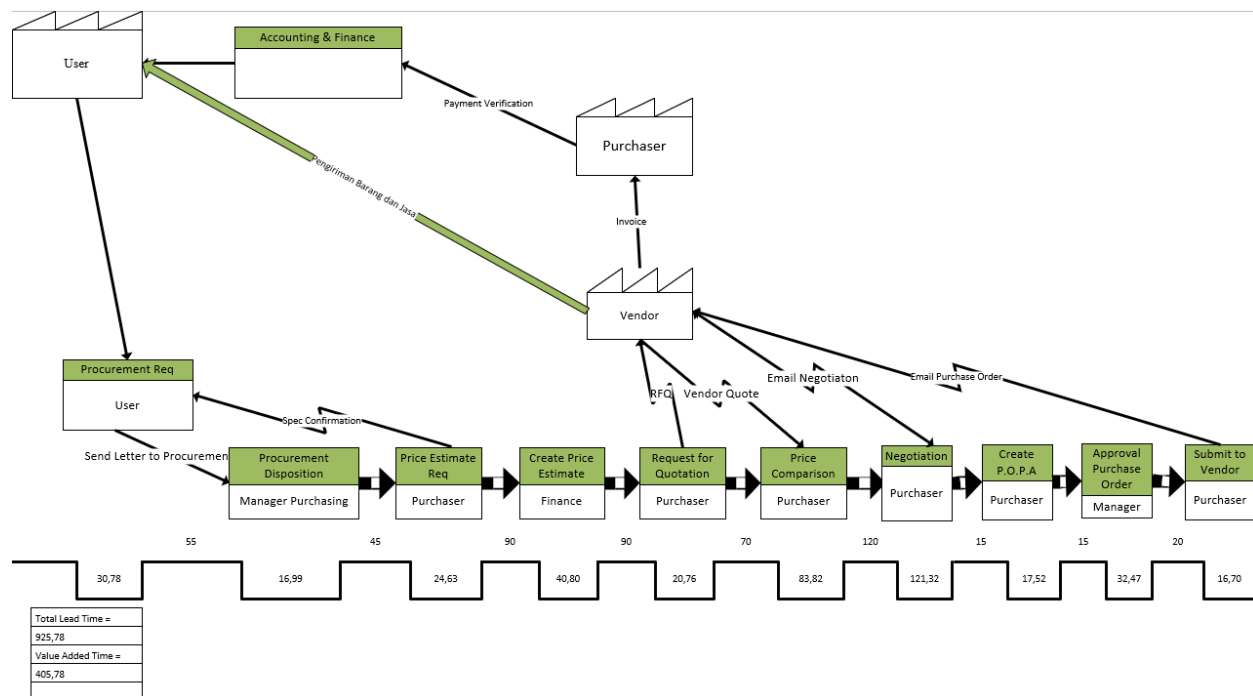 User
Accounting & Finance
Payment Verification
Purchaser
Pengiriman Barang dan Jasa
Invoice
Vendor
Procurement Req
User
RFQ
Vendor Quote
Email Negotiaton
Email Purchase Order
Spec Confirmation
Send Letter to Procuremen
Procurement
Disposition
Manager Purchasing
Price Estimate
Req
Purchaser
Create Price
Estimate
Finance
Request for
Quotation
Purchaser
Price
Comparison
Purchaser
Negotiation
Purchaser
Create
P.O.P.A
Purchaser
Approval
Purchase
Order
Manager
Submit to
Vendor
Purchaser
55 45 90 90 70 120 15 15 20
30,78 16,99 24,63 40,80 20,76 83,82 121,32 17,52 32,47 16,70
Total Lead Time =
925,78
Value Added Time =
405,78